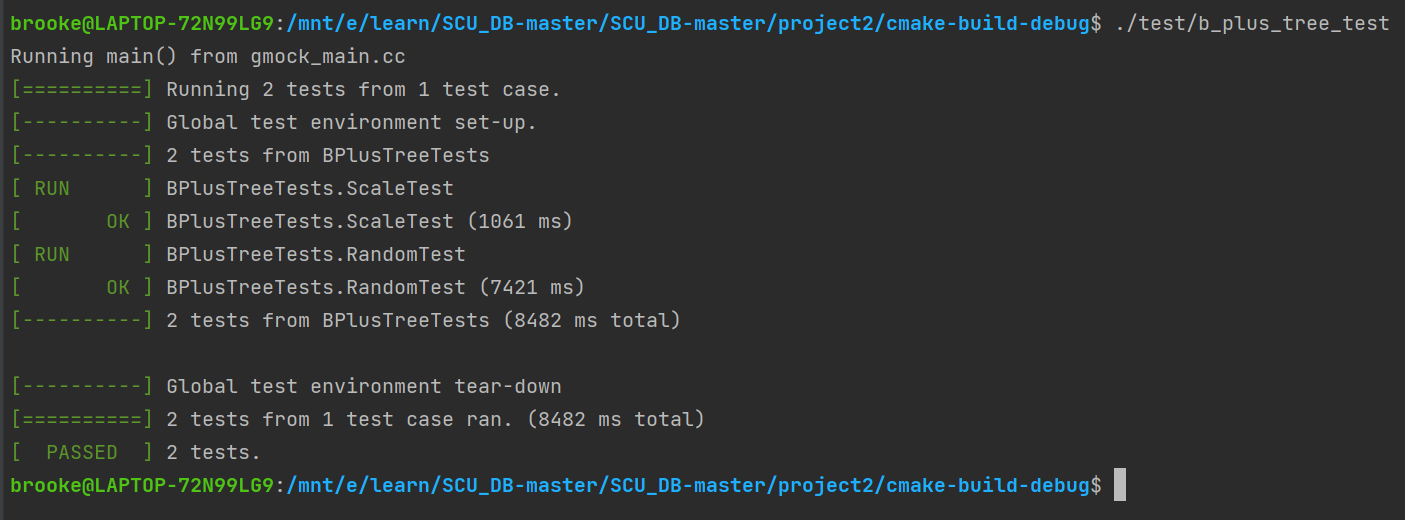 brooke@LAPTOP-72N99LG9:/mnt/e/learn/SCU_DB-master/SCU_DB-master/project2/cmake-build-debug$ ./test/b_plus_tree_test
Running main() from gmock_main.cc
[==========] Running 2 tests from 1 test case.
[----------] Global test environment set-up.
[----------] 2 tests from BPlusTreeTests
[ RUN      ] BPlusTreeTests.ScaleTest
[       OK ] BPlusTreeTests.ScaleTest (1061 ms)
[ RUN      ] BPlusTreeTests.RandomTest
[       OK ] BPlusTreeTests.RandomTest (7421 ms)
[----------] 2 tests from BPlusTreeTests (8482 ms total)

[----------] Global test environment tear-down
[==========] 2 tests from 1 test case ran. (8482 ms total)
[  PASSED  ] 2 tests.
brooke@LAPTOP-72N99LG9:/mnt/e/learn/SCU_DB-master/SCU_DB-master/project2/cmake-build-debug$